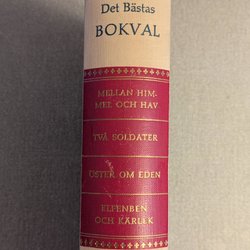 Det Bästas
BOKVAL
MELLAN HIM-
MEL OCH HAV
TVÅ SOLDATER
ÖSTER OM EDEN
ELFENBEN
OCH KÄRLEK